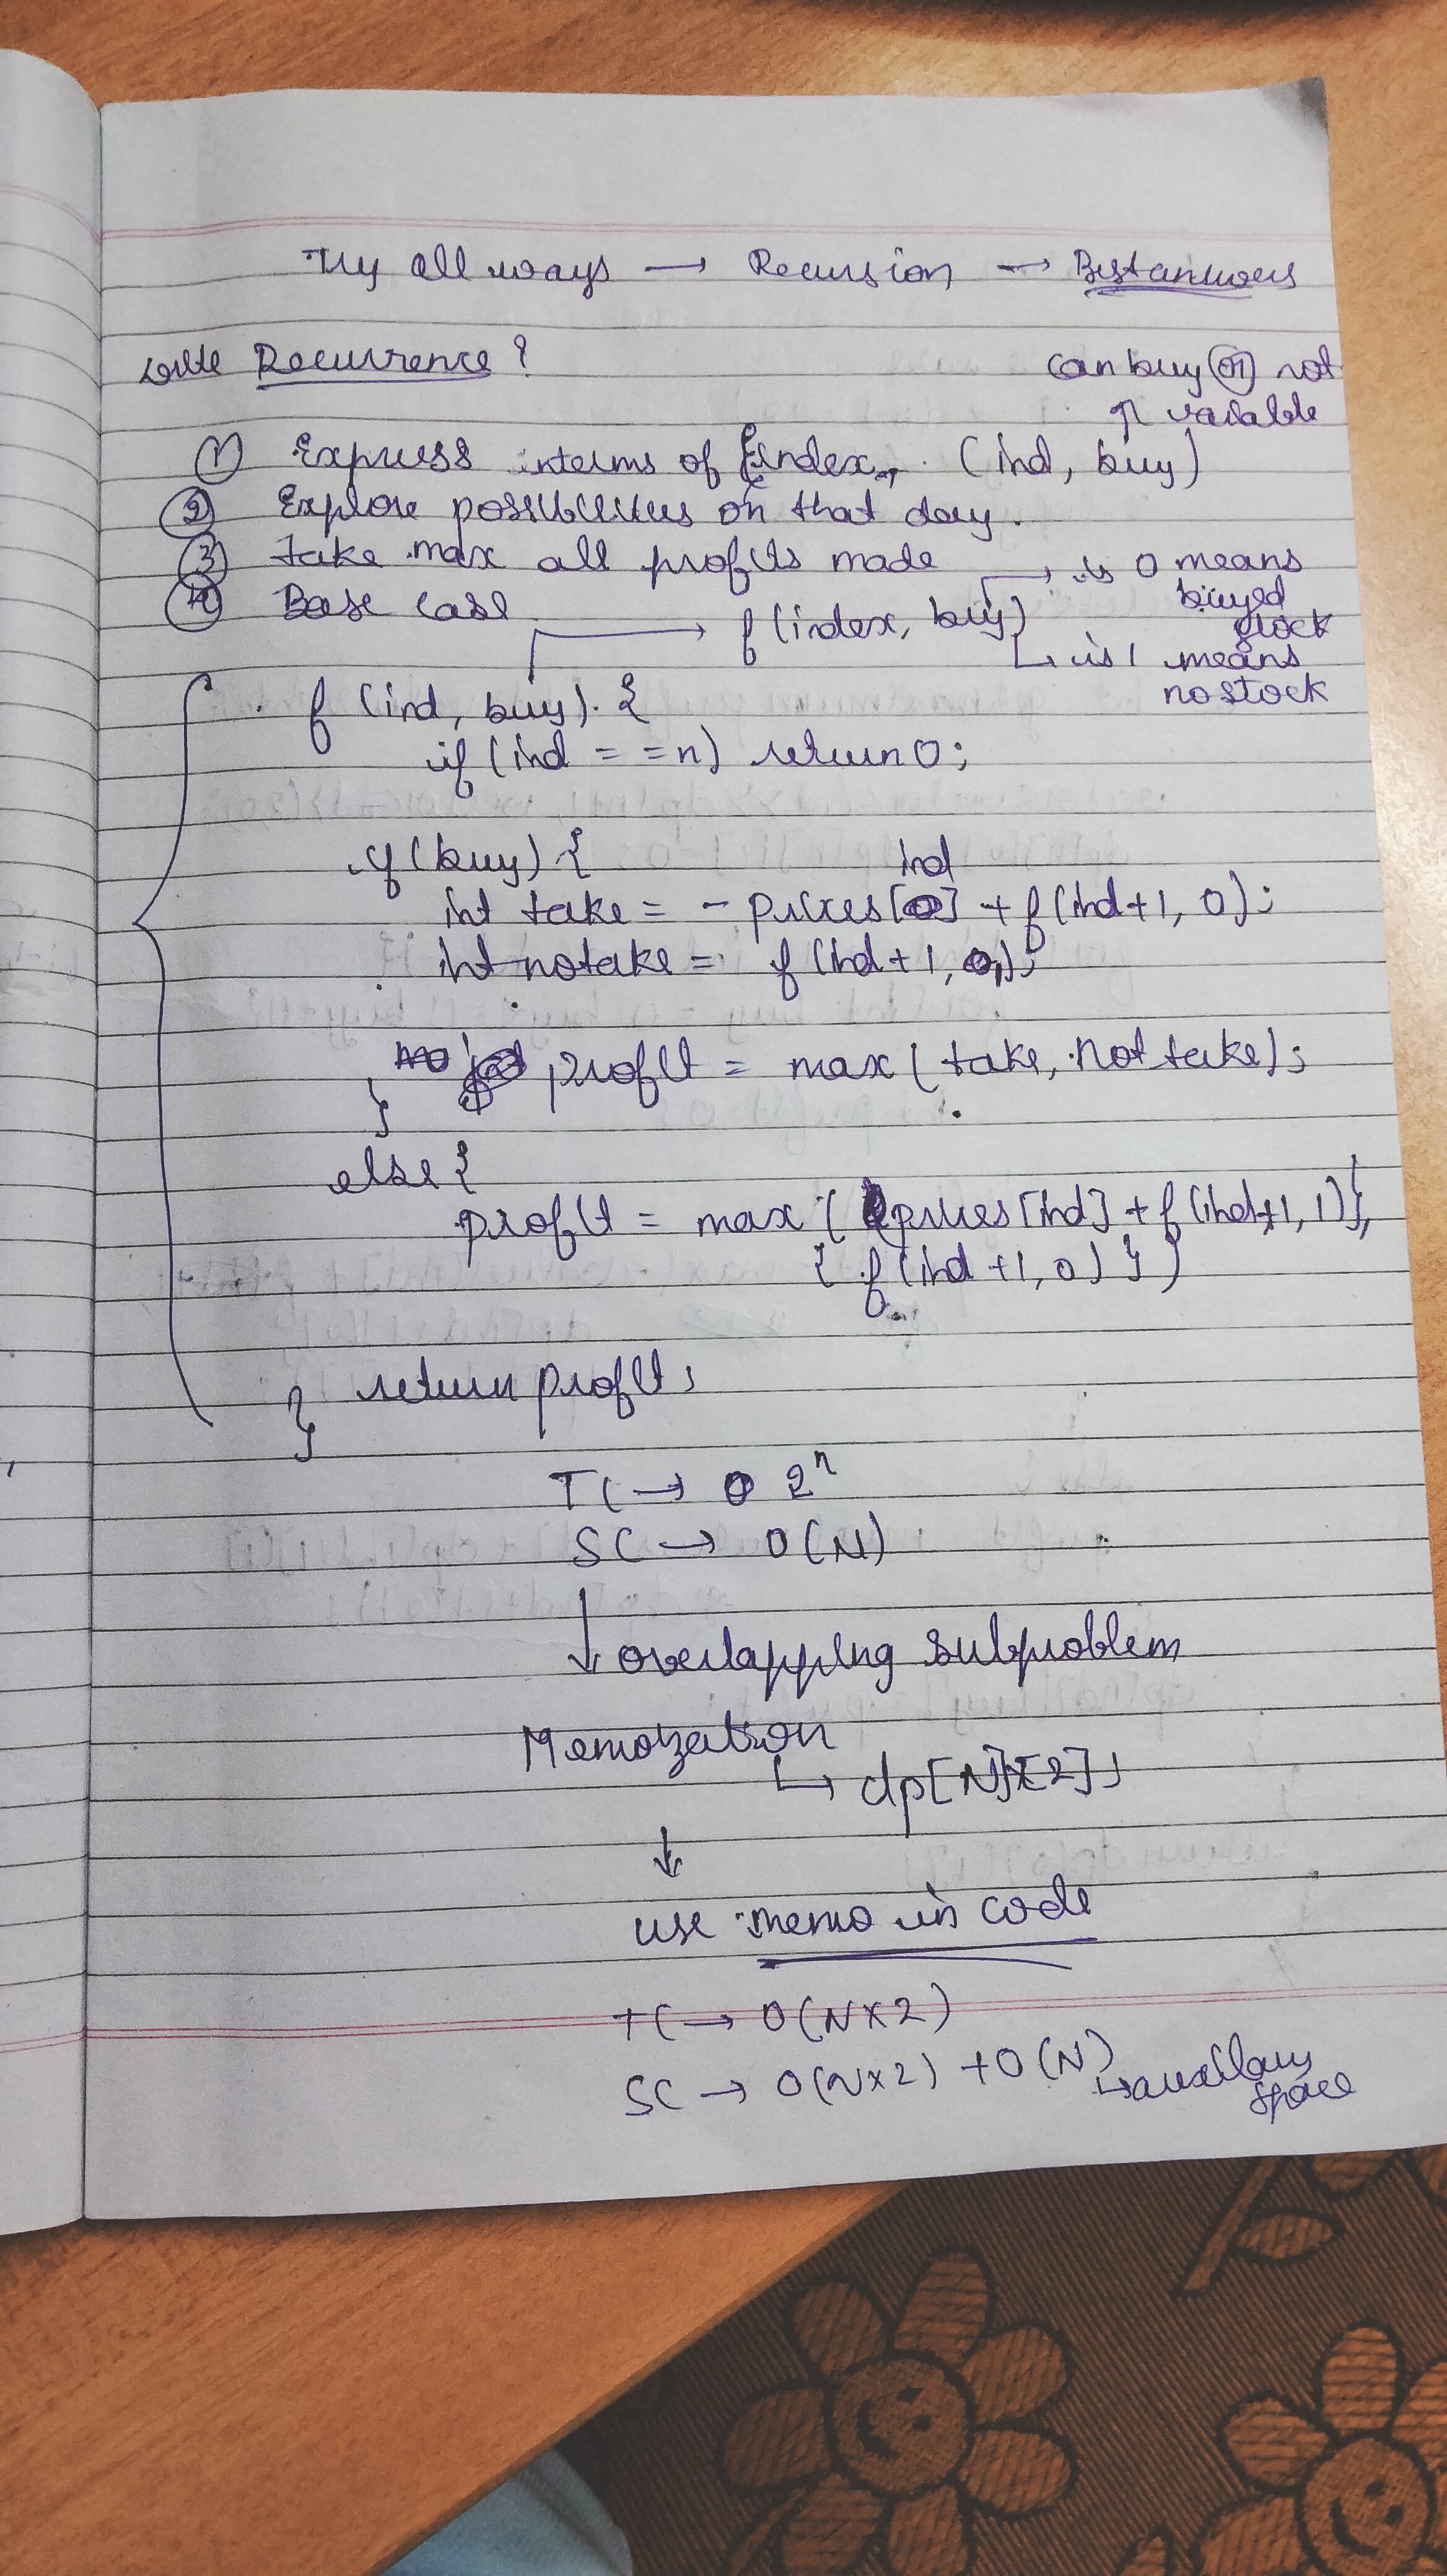 Try all ways → Recursion → Best answers
Write Recurrence ?
can buy or not
↑ variable
① Express interms of index, (ind, buy)
② Explore possibilities on that day.
③ take max all profits made
④ Base case
f(index, buy)
→ is 0 means
buyed
stock
↳ is 1 means
no stock
f (ind, buy) {
if (ind = = n) return 0;
if (buy) {
int take = - prices[ind] + f(ind+1, 0);
int notake = f(ind+1, 1);
profit = max ( take, Not take);
}
else {
profit = max ( prices[ind] + f(ind+1, 1)},
{ f(ind+1, 0) } )
return profit;
}
TC → 2ⁿ
SC → O(N)
↓ overlapping subproblem
Memozation
↳ dp[N][2];
↓
use memo in code
TC → O(N×2)
SC → O(N×2) + O(N)
↳ auxilary
space